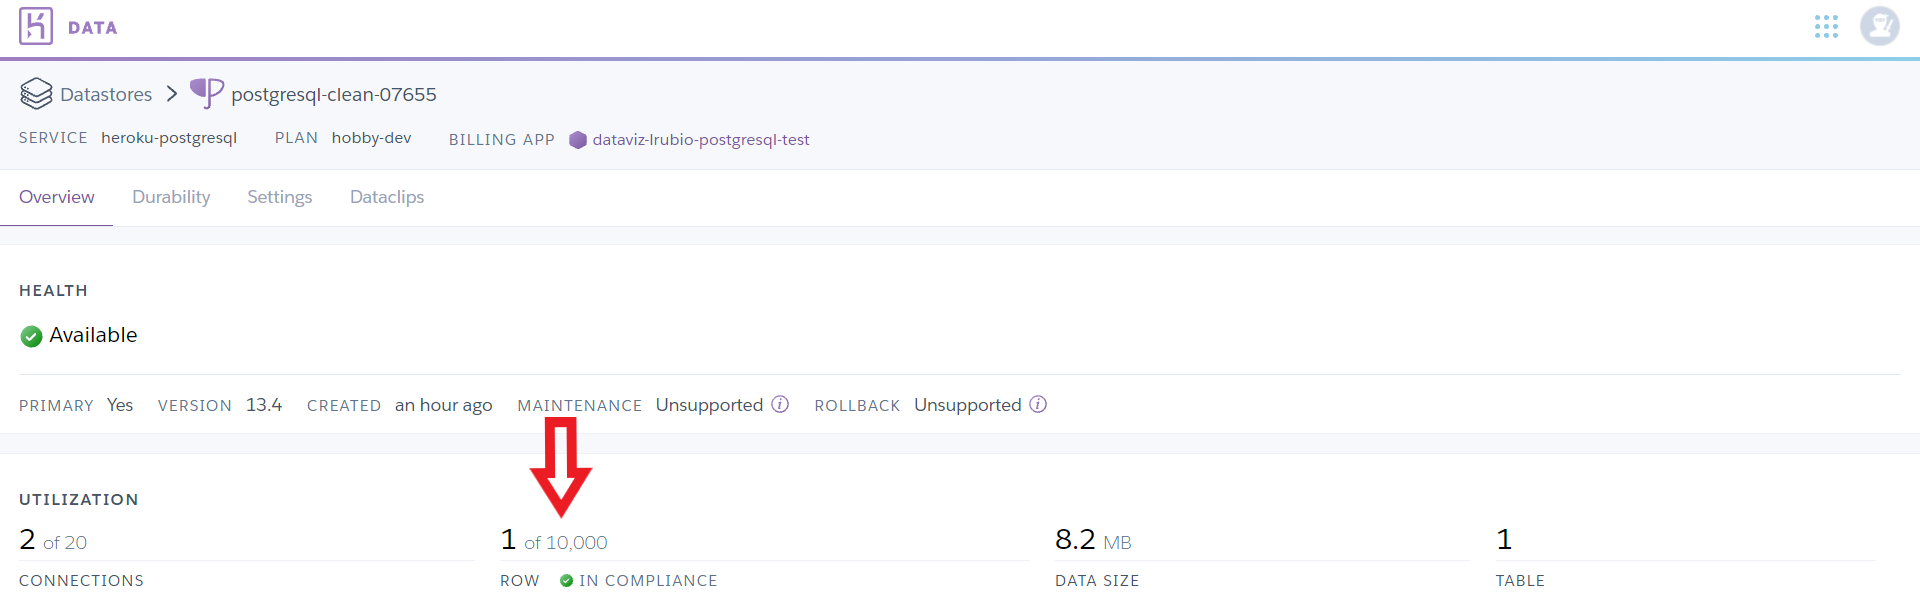 DATA
Datastores postgresql-clean-07655
SERVICE heroku-postgresql PLAN hobby-dev BILLING APP dataviz-lrubio-postgresql-test
Overview Durability Settings Dataclips
HEALTH
Available
PRIMARY Yes VERSION 13.4 CREATED an hour ago MAINTENANCE Unsupported ROLLBACK Unsupported
UTILIZATION
2 of 20 1 of 10,000 8.2 MB 1
CONNECTIONS ROW IN COMPLIANCE DATA SIZE TABLE